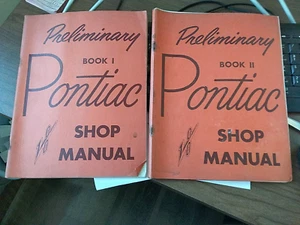 Preliminary
BOOK I
Pontiac
SHOP
MANUAL
Preliminary
BOOK II
Pontiac
SHOP
MANUAL